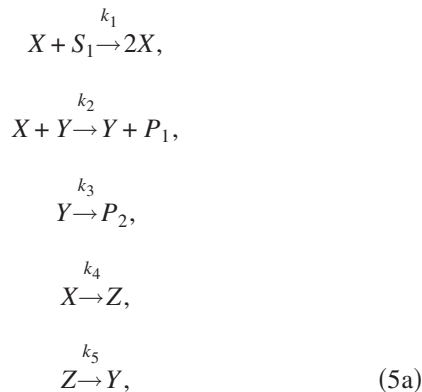 k₁
X + S₁ → 2X,
k₂
X + Y → Y + P₁,
k₃
Y → P₂,
k₄
X → Z,
k₅
Z → Y, (5a)